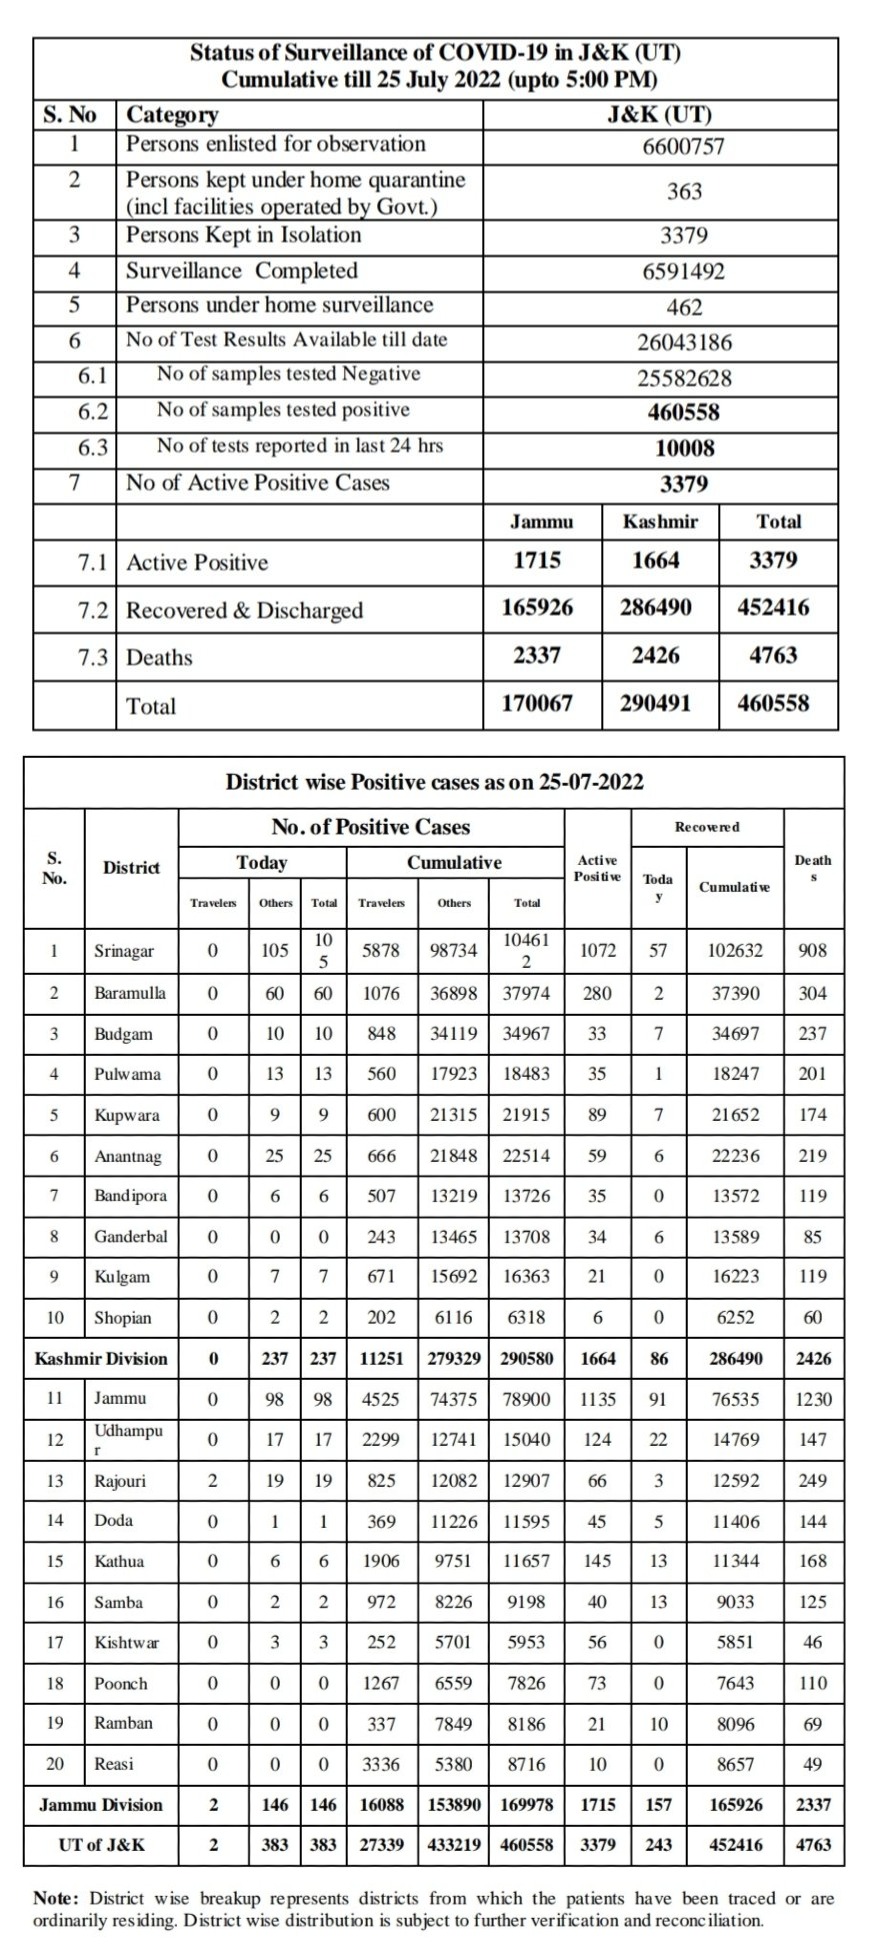 Status of Surveillance of COVID-19 in J&K (UT)
Cumulative till 25 July 2022 (upto 5:00 PM)
S. No Category J&K (UT)
1 Persons enlisted for observation 6600757
2 Persons kept under home quarantine
(incl facilities operated by Govt.) 363
3 Persons Kept in Isolation 3379
4 Surveillance Completed 6591492
5 Persons under home surveillance 462
6 No of Test Results Available till date 26043186
6.1 No of samples tested Negative 25582628
6.2 No of samples tested positive 460558
6.3 No of tests reported in last 24 hrs 10008
7 No of Active Positive Cases 3379
Jammu Kashmir Total
7.1 Active Positive 1715 1664 3379
7.2 Recovered & Discharged 165926 286490 452416
7.3 Deaths 2337 2426 4763
Total 170067 290491 460558
District wise Positive cases as on 25-07-2022
S.
No.
District
No. of Positive Cases
Today Cumulative
Travelers Others Total Travelers Others Total
Active
Positive
Recovered
Toda
y
Cumulative
Death
s
1 Srinagar 0 105 10
5 5878 98734 10461
2 1072 57 102632 908
2 Baramulla 0 60 60 1076 36898 37974 280 2 37390 304
3 Budgam 0 10 10 848 34119 34967 33 7 34697 237
4 Pulwama 0 13 13 560 17923 18483 35 1 18247 201
5 Kupwara 0 9 9 600 21315 21915 89 7 21652 174
6 Anantnag 0 25 25 666 21848 22514 59 6 22236 219
7 Bandipora 0 6 6 507 13219 13726 35 0 13572 119
8 Ganderbal 0 0 0 243 13465 13708 34 6 13589 85
9 Kulgam 0 7 7 671 15692 16363 21 0 16223 119
10 Shopian 0 2 2 202 6116 6318 6 0 6252 60
Kashmir Division 0 237 237 11251 279329 290580 1664 86 286490 2426
11 Jammu 0 98 98 4525 74375 78900 1135 91 76535 1230
12 Udhampu
r 0 17 17 2299 12741 15040 124 22 14769 147
13 Rajouri 2 19 19 825 12082 12907 66 3 12592 249
14 Doda 0 1 1 369 11226 11595 45 5 11406 144
15 Kathua 0 6 6 1906 9751 11657 145 13 11344 168
16 Samba 0 2 2 972 8226 9198 40 13 9033 125
17 Kishtwar 0 3 3 252 5701 5953 56 0 5851 46
18 Poonch 0 0 0 1267 6559 7826 73 0 7643 110
19 Ramban 0 0 0 337 7849 8186 21 10 8096 69
20 Reasi 0 0 0 3336 5380 8716 10 0 8657 49
Jammu Division 2 146 146 16088 153890 169978 1715 157 165926 2337
UT of J&K 2 383 383 27339 433219 460558 3379 243 452416 4763
Note: District wise breakup represents districts from which the patients have been traced or are
ordinarily residing. District wise distribution is subject to further verification and reconciliation.